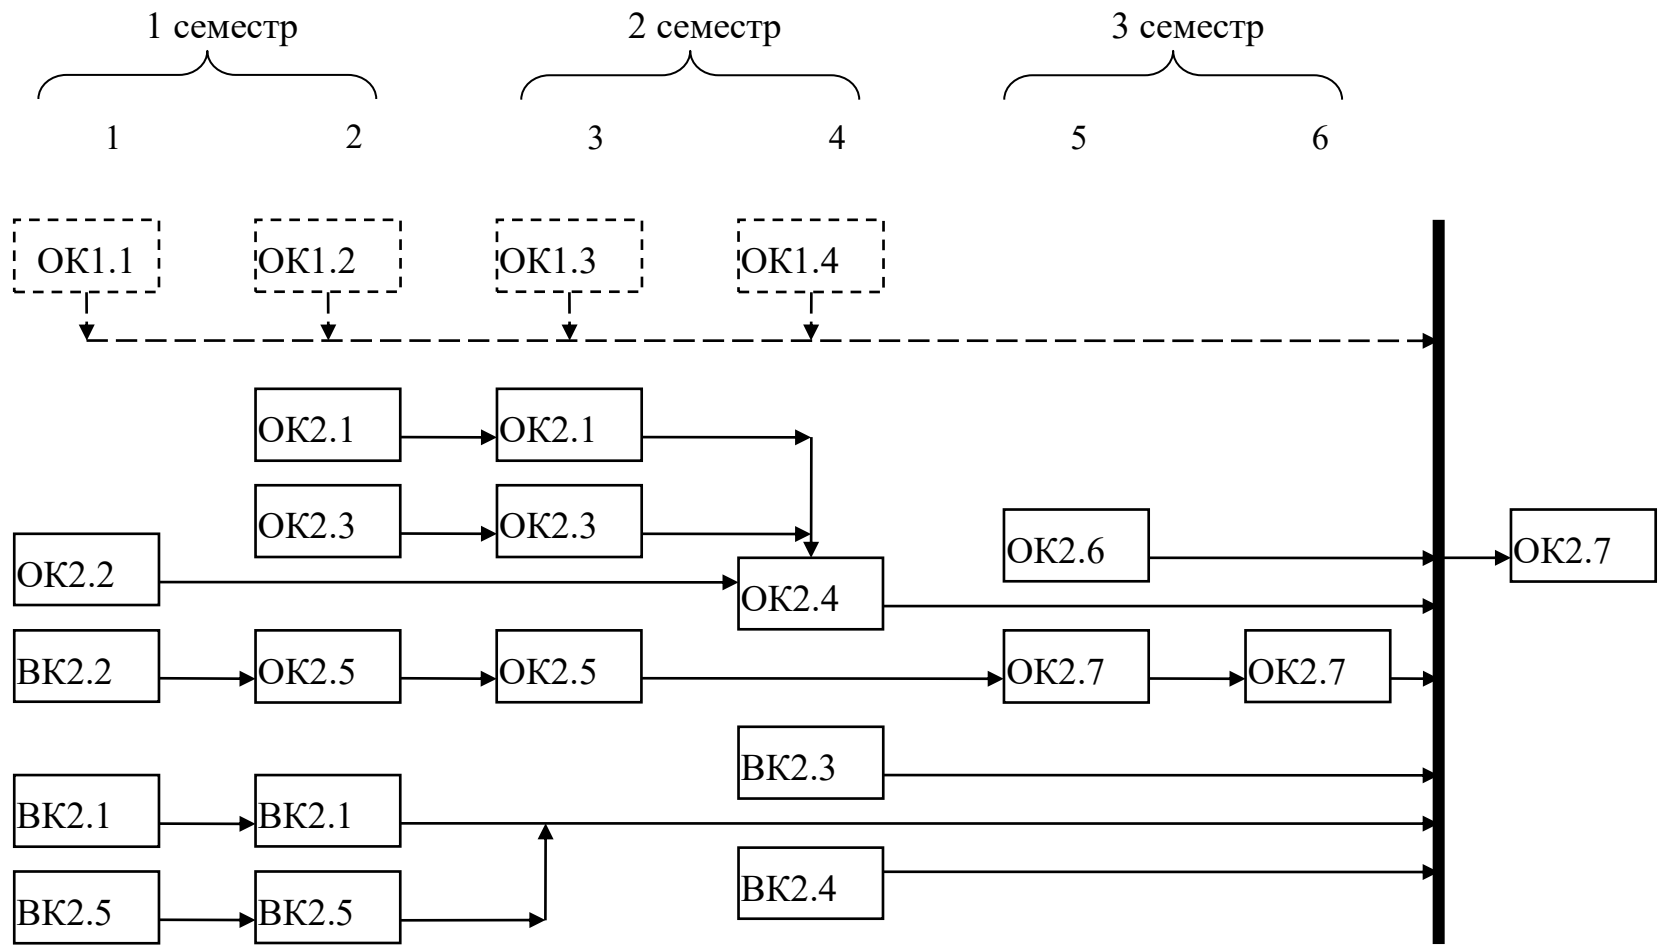 1 семестр 2 семестр 3 семестр
1 2 3 4 5 6
ОК1.1 ОК1.2 ОК1.3 ОК1.4
ОК2.1 ОК2.1
ОК2.3 ОК2.3
ОК2.6 ОК2.7
ОК2.2
ОК2.4
ВК2.2 ОК2.5 ОК2.5 ОК2.7 ОК2.7
ВК2.3
ВК2.1 ВК2.1
ВК2.4
ВК2.5 ВК2.5